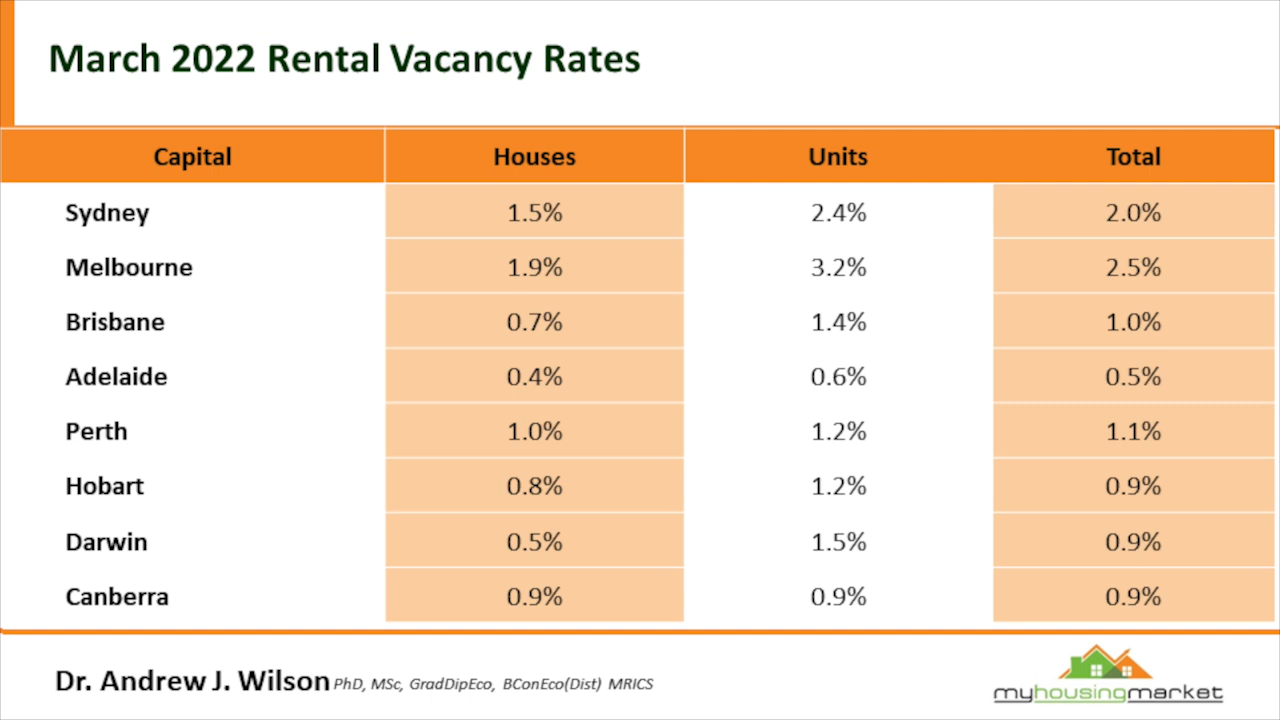 March 2022 Rental Vacancy Rates
Capital Houses Units Total
Sydney 1.5% 2.4% 2.0%
Melbourne 1.9% 3.2% 2.5%
Brisbane 0.7% 1.4% 1.0%
Adelaide 0.4% 0.6% 0.5%
Perth 1.0% 1.2% 1.1%
Hobart 0.8% 1.2% 0.9%
Darwin 0.5% 1.5% 0.9%
Canberra 0.9% 0.9% 0.9%
Dr. Andrew J. Wilson PhD, MSc, GradDipEco, BConEco(Dist) MRICS
myhousingmarket